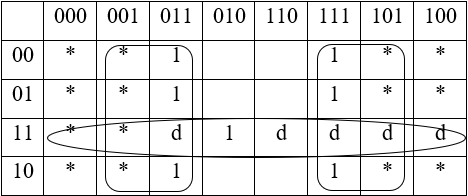 000 001 011 010 110 111 101 100
00 * * 1 1 * *
01 * * 1 1 * *
11 * * d 1 d d d d
10 * * 1 1 * *